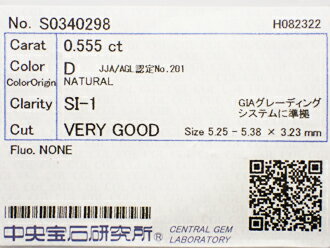 No. S0340298 H082322
Carat 0.555 ct
Color D JJA/AGL認定No.201
ColorOrigin NATURAL
Clarity SI-1 GIAグレーディング
システムに準拠
Cut VERY GOOD Size 5.25 - 5.38 × 3.23 mm
Fluo. NONE
中央宝石研究所® CENTRAL GEM
LABORATORY